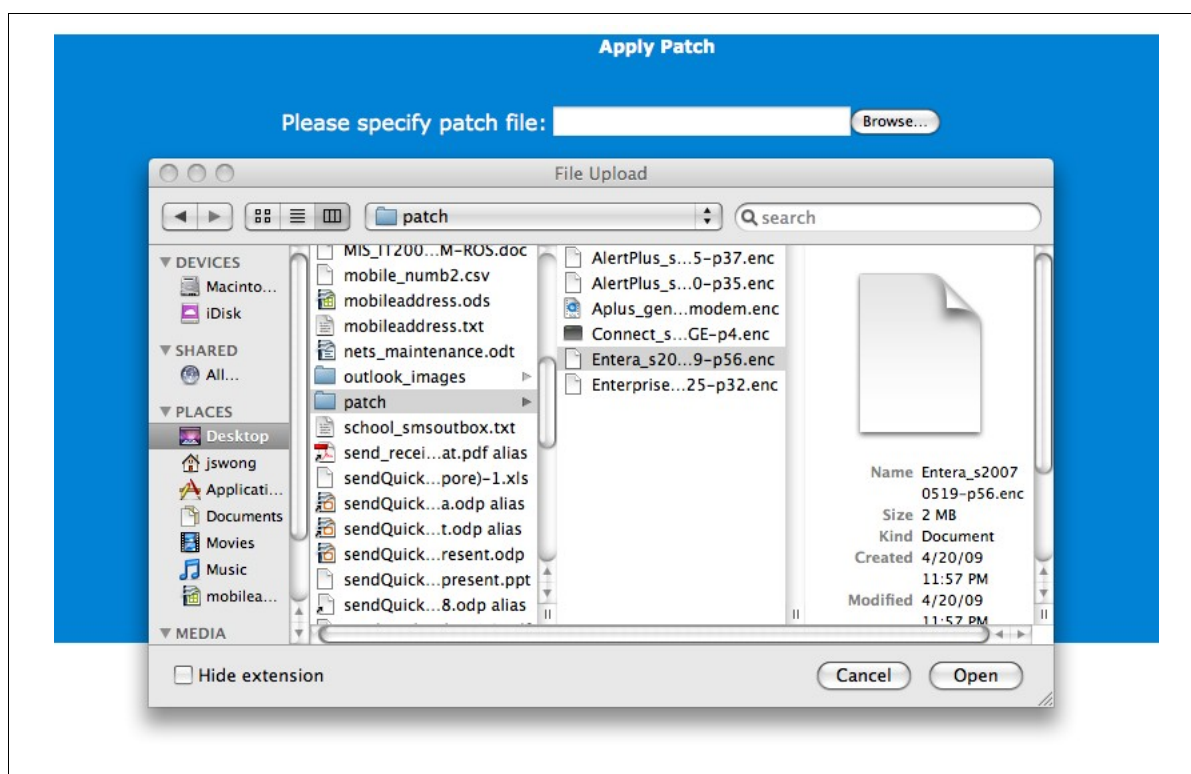 Apply Patch
Please specify patch file:
Browse...
File Upload
patch
search
DEVICES
Macinto...
iDisk
SHARED
All...
PLACES
Desktop
jswong
Applicati...
Documents
Movies
Music
mobilea...
MEDIA
MIS_IT200...M-ROS.doc
mobile_numb2.csv
mobileaddress.ods
mobileaddress.txt
nets_maintenance.odt
outlook_images
patch
school_smsoutbox.txt
send_recei...at.pdf alias
sendQuick...pore)-1.xls
sendQuick...a.odp alias
sendQuick...t.odp alias
sendQuick...resent.odp
sendQuick...present.ppt
sendQuick...8.odp alias
AlertPlus_s...5-p37.enc
AlertPlus_s...0-p35.enc
Aplus_gen...modem.enc
Connect_s...GE-p4.enc
Entera_s20...9-p56.enc
Enterprise...25-p32.enc
Name Entera_s2007
0519-p56.enc
Size 2 MB
Kind Document
Created 4/20/09
11:57 PM
Modified 4/20/09
11:57 PM
Hide extension
Cancel
Open